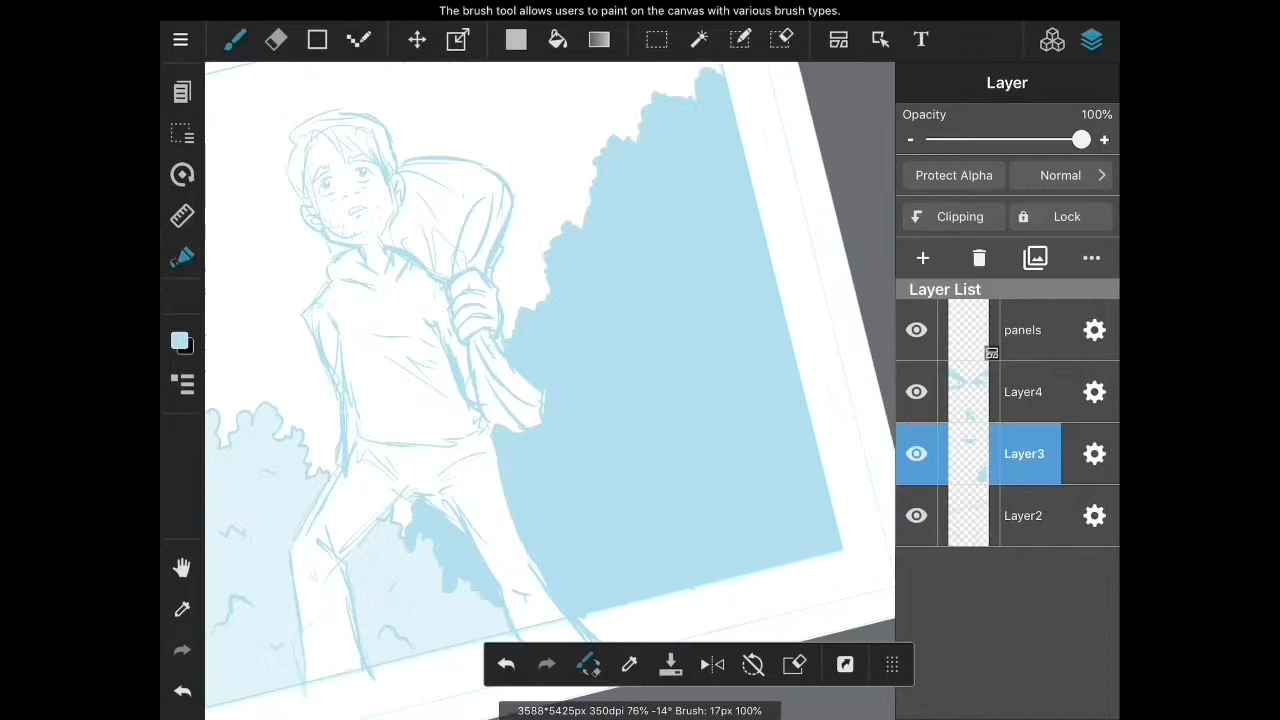 The brush tool allows users to paint on the canvas with various brush types.
T
Layer
Opacity 100%
- +
Protect Alpha Normal
Clipping Lock
Layer List
panels
Layer4
Layer3
Layer2
3588*5425px 350dpi 76% -14° Brush: 17px 100%